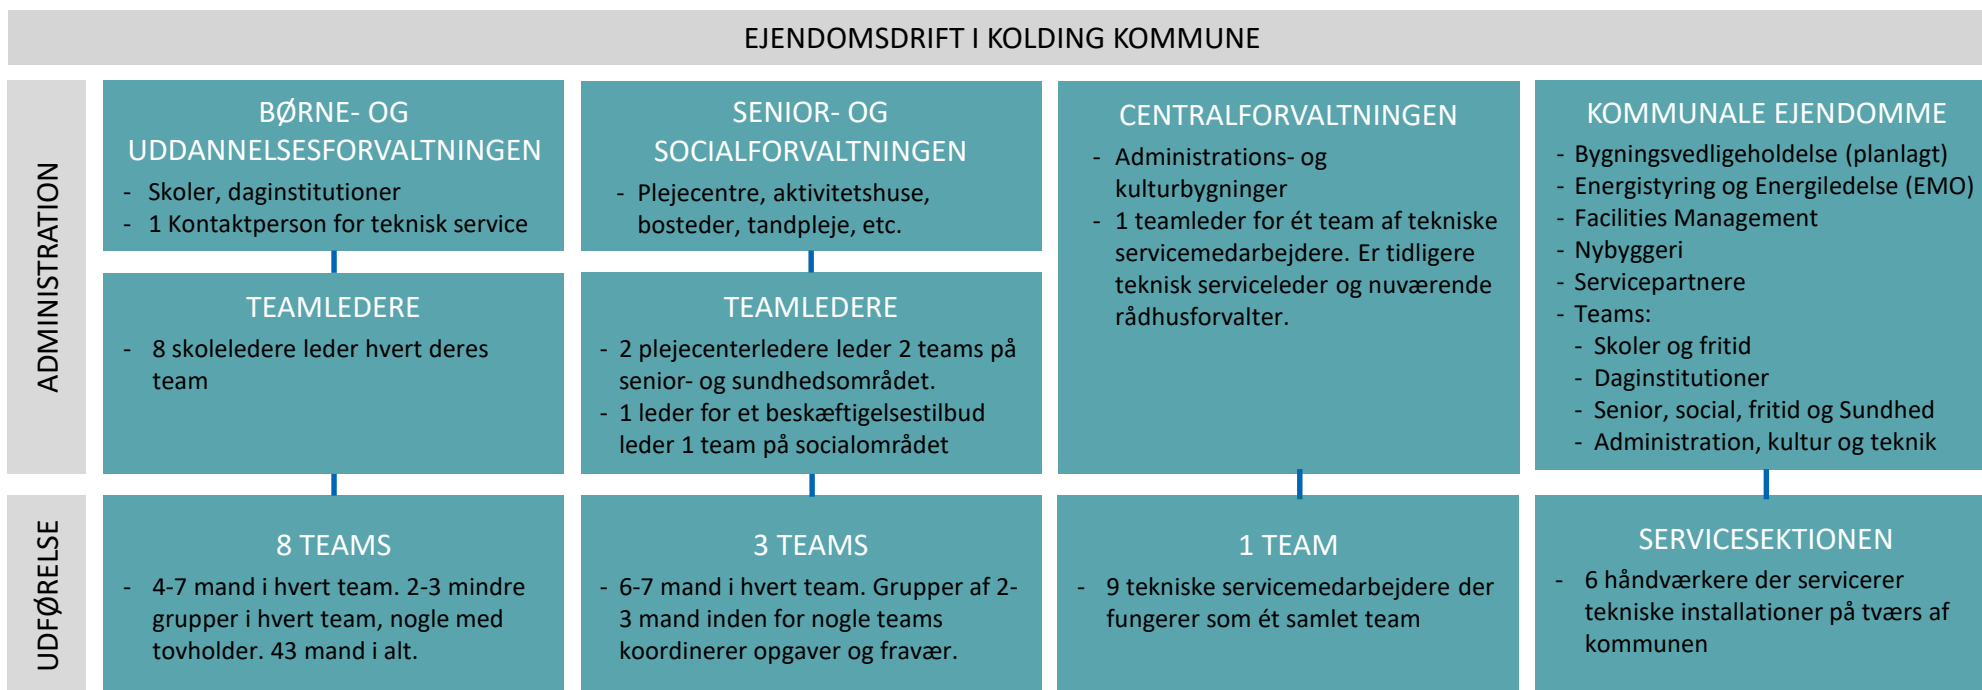 EJENDOMSDRIFT I KOLDING KOMMUNE
ADMINISTRATION
BØRNE- OG
UDDANNELSESFORVALTNINGEN
- Skoler, daginstitutioner
- 1 Kontaktperson for teknisk service
SENIOR- OG
SOCIALFORVALTNINGEN
- Plejecentre, aktivitetshuse,
bosteder, tandpleje, etc.
CENTRALFORVALTNINGEN
- Administrations- og
kulturbygninger
- 1 teamleder for ét team af tekniske
servicemedarbejdere. Er tidligere
teknisk serviceleder og nuværende
rådhusforvalter.
KOMMUNALE EJENDOMME
- Bygningsvedligeholdelse (planlagt)
- Energistyring og Energiledelse (EMO)
- Facilities Management
- Nybyggeri
- Servicepartnere
- Teams:
- Skoler og fritid
- Daginstitutioner
- Senior, social, fritid og Sundhed
- Administration, kultur og teknik
TEAMLEDERE
- 8 skoleledere leder hvert deres
team
TEAMLEDERE
- 2 plejecenterledere leder 2 teams på
senior- og sundhedsområdet.
- 1 leder for et beskæftigelsestilbud
leder 1 team på socialområdet
UDFØRELSE
8 TEAMS
- 4-7 mand i hvert team. 2-3 mindre
grupper i hvert team, nogle med
tovholder. 43 mand i alt.
3 TEAMS
- 6-7 mand i hvert team. Grupper af 2-
3 mand inden for nogle teams
koordinerer opgaver og fravær.
1 TEAM
- 9 tekniske servicemedarbejdere der
fungerer som ét samlet team
SERVICESEKTIONEN
- 6 håndværkere der servicerer
tekniske installationer på tværs af
kommunen